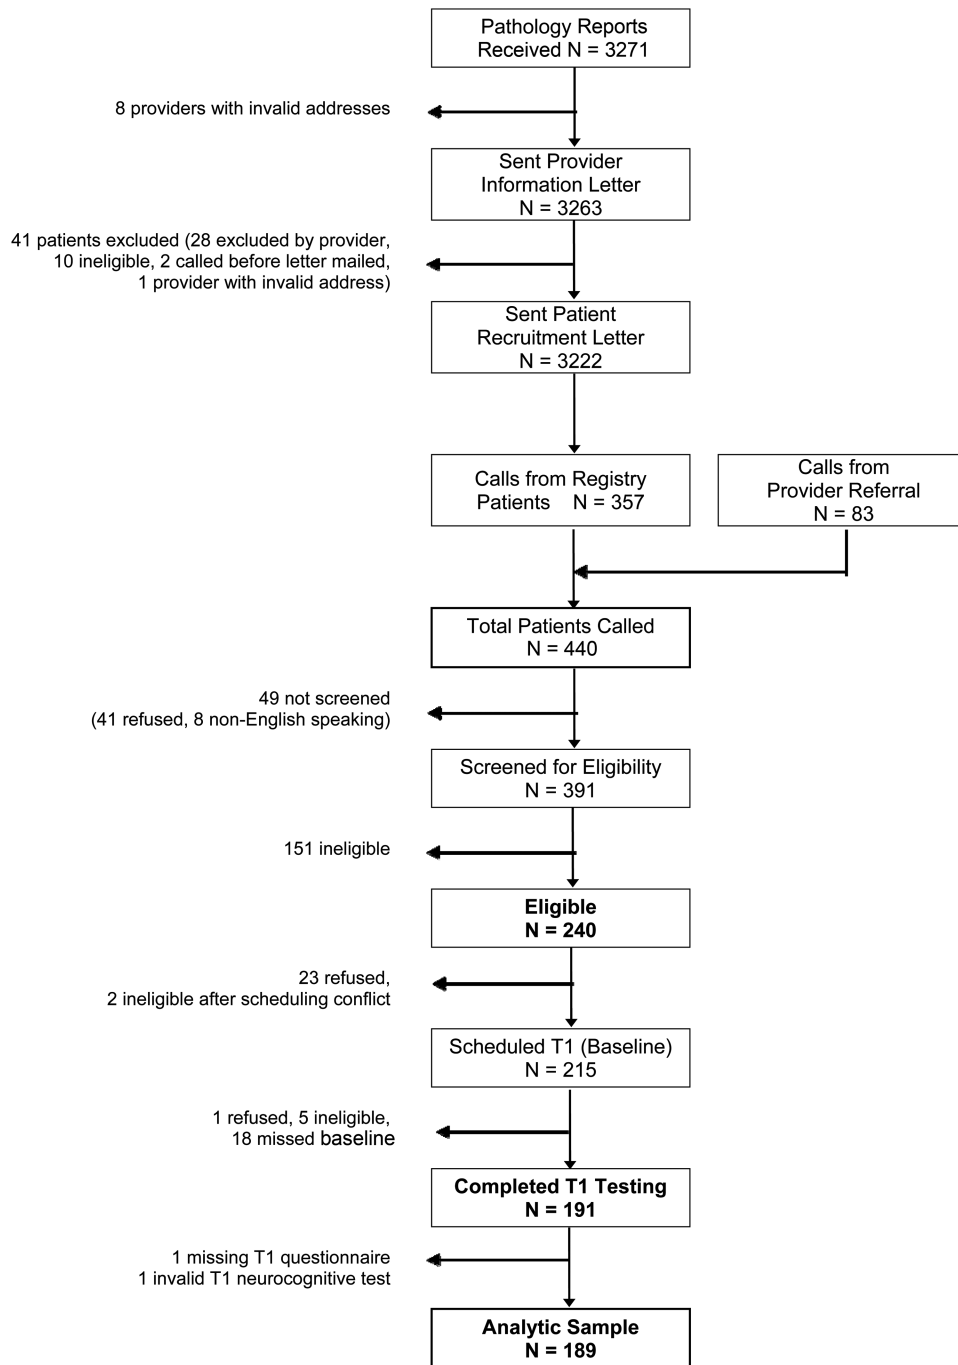 Pathology Reports
Received N = 3271
8 providers with invalid addresses
Sent Provider
Information Letter
N = 3263
41 patients excluded (28 excluded by provider,
10 ineligible, 2 called before letter mailed,
1 provider with invalid address)
Sent Patient
Recruitment Letter
N = 3222
Calls from Registry
Patients N = 357
Calls from
Provider Referral
N = 83
Total Patients Called
N = 440
49 not screened
(41 refused, 8 non-English speaking)
Screened for Eligibility
N = 391
151 ineligible
Eligible
N = 240
23 refused,
2 ineligible after scheduling conflict
Scheduled T1 (Baseline)
N = 215
1 refused, 5 ineligible,
18 missed baseline
Completed T1 Testing
N = 191
1 missing T1 questionnaire
1 invalid T1 neurocognitive test
Analytic Sample
N = 189